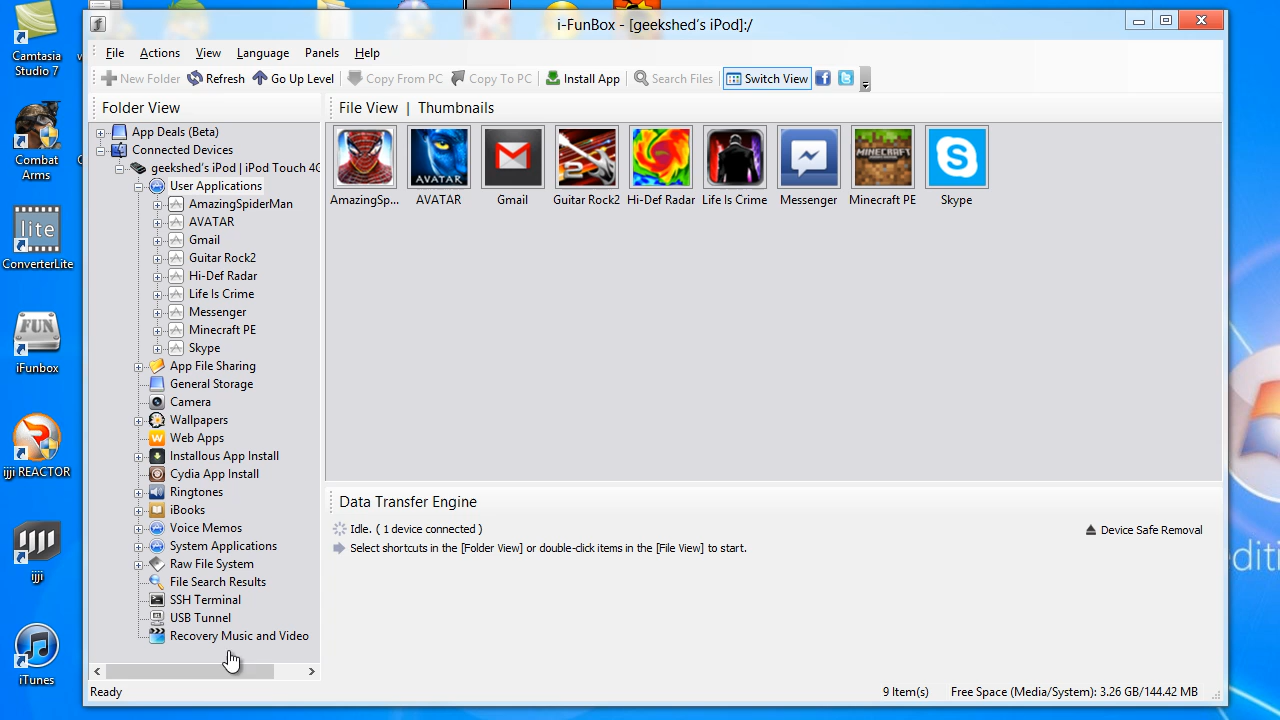 i-FunBox - [geekshed's iPod]:/
File Actions View Language Panels Help
New Folder Refresh Go Up Level Copy From PC Copy To PC Install App Search Files Switch View
Folder View
File View | Thumbnails
App Deals (Beta)
Connected Devices
geekshed's iPod | iPod Touch 4G
User Applications
AmazingSpiderMan
AVATAR
Gmail
Guitar Rock2
Hi-Def Radar
Life Is Crime
Messenger
Minecraft PE
Skype
App File Sharing
General Storage
Camera
Wallpapers
Web Apps
Installous App Install
Cydia App Install
Ringtones
iBooks
Voice Memos
System Applications
Raw File System
File Search Results
SSH Terminal
USB Tunnel
Recovery Music and Video
AVATAR
2
MINECRAFT
PE
AmazingSp... AVATAR Gmail Guitar Rock2 Hi-Def Radar Life Is Crime Messenger Minecraft PE Skype
Data Transfer Engine
Idle. ( 1 device connected )
Device Safe Removal
Select shortcuts in the [Folder View] or double-click items in the [File View] to start.
Ready
9 Item(s)
Free Space (Media/System): 3.26 GB/144.42 MB
Camtasia
Studio 7
Combat
Arms
lite
ConverterLite
FUN
iFunbox
ijji REACTOR
ijji
iTunes
editi